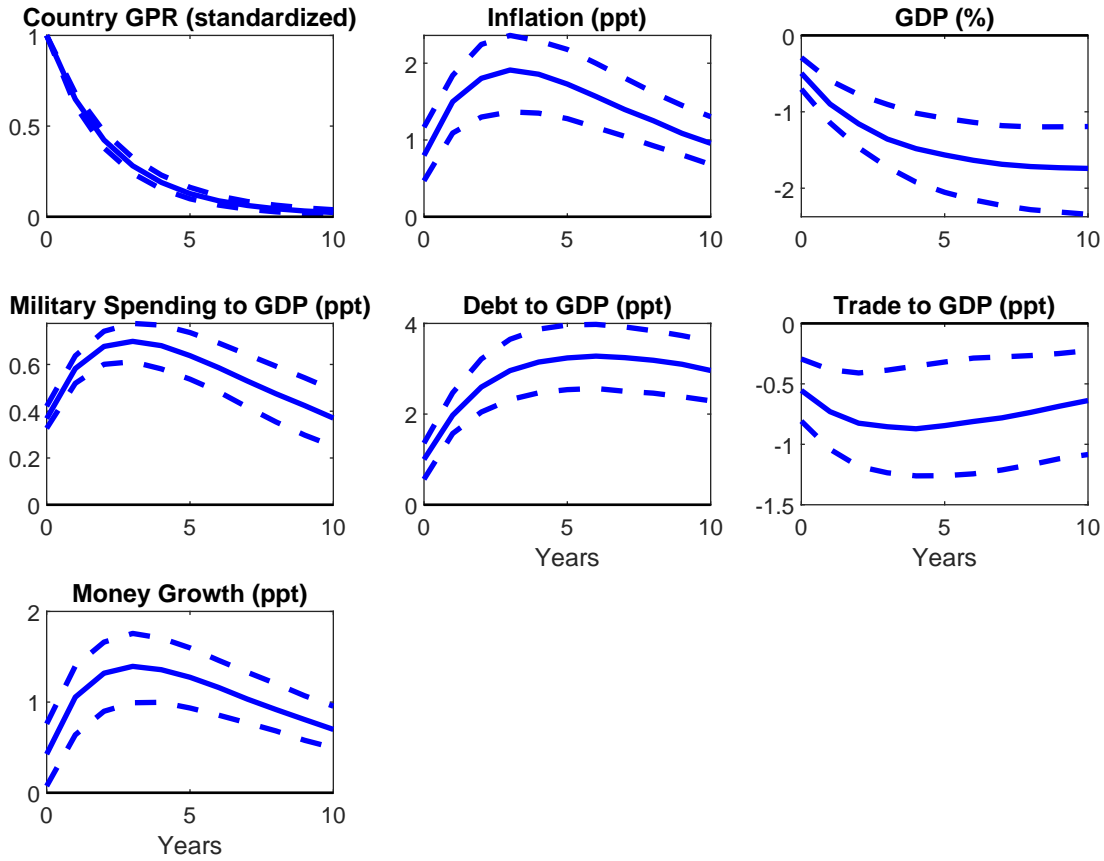 Country GPR (standardized)
1
0.5
0
0 5 10
Inflation (ppt)
2
1
0
0 5 10
GDP (%)
0
-1
-2
0 5 10
Military Spending to GDP (ppt)
0.6
0.4
0.2
0
0 5 10
Debt to GDP (ppt)
4
2
0
0 5 10
Years
Trade to GDP (ppt)
0
-0.5
-1
-1.5
0 5 10
Years
Money Growth (ppt)
2
1
0
0 5 10
Years